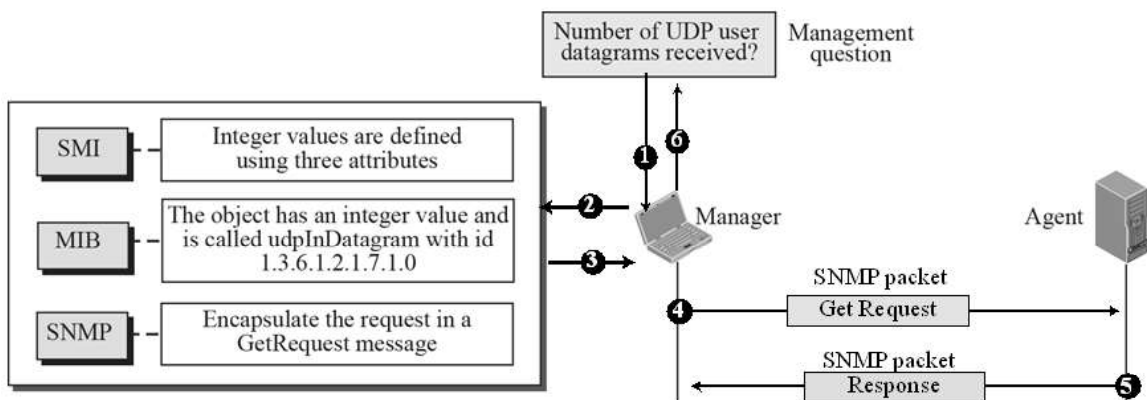 Number of UDP user
datagrams received?
Management
question
SMI
Integer values are defined
using three attributes
MIB
The object has an integer value and
is called udpInDatagram with id
1.3.6.1.2.1.7.1.0
SNMP
Encapsulate the request in a
GetRequest message
1
6
2
3
Manager
Agent
4
SNMP packet
Get Request
SNMP packet
Response
5